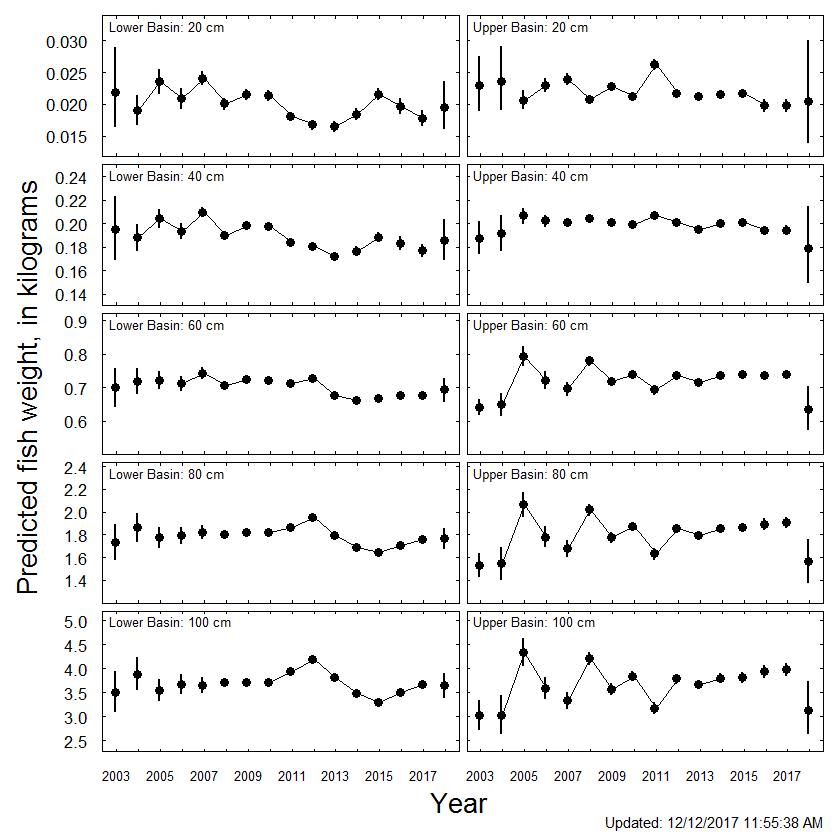 Lower Basin: 20 cm
Upper Basin: 20 cm
0.030
0.025
0.020
0.015
Lower Basin: 40 cm
Upper Basin: 40 cm
0.24
0.22
0.20
0.18
0.16
0.14
Lower Basin: 60 cm
Upper Basin: 60 cm
0.9
0.8
0.7
0.6
Lower Basin: 80 cm
Upper Basin: 80 cm
2.4
2.2
2.0
1.8
1.6
1.4
Lower Basin: 100 cm
Upper Basin: 100 cm
5.0
4.5
4.0
3.5
3.0
2.5
Predicted fish weight, in kilograms
2003 2005 2007 2009 2011 2013 2015 2017 2003 2005 2007 2009 2011 2013 2015 2017
Year
Updated: 12/12/2017 11:55:38 AM